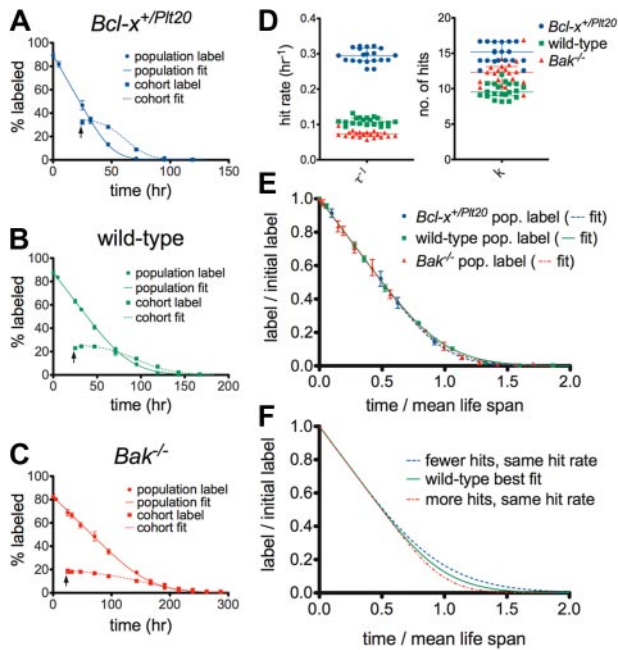 A
Bcl-x+/Plt20
% labeled
100
80
60
40
20
0
population label
population fit
cohort label
cohort fit
0 50 100 150
time (hr)
B
wild-type
% labeled
100
80
60
40
20
0
population label
population fit
cohort label
cohort fit
0 50 100 150 200
time (hr)
C
Bak-/-
% labeled
100
80
60
40
20
0
population label
population fit
cohort label
cohort fit
0 100 200 300
time (hr)
D
hit rate (hr-1)
0.4
0.3
0.2
0.1
0.0
τ-1
no. of hits
20
15
10
5
0
k
Bcl-x+/Plt20
wild-type
Bak-/-
E
label / initial label
1.0
0.8
0.6
0.4
0.2
0.0
Bcl-x+/Plt20 pop. label (--- fit)
wild-type pop. label (— fit)
Bak-/- pop. label (--- fit)
0.0 0.5 1.0 1.5 2.0
time / mean life span
F
label / initial label
1.0
0.8
0.6
0.4
0.2
0.0
fewer hits, same hit rate
wild-type best fit
more hits, same hit rate
0.0 0.5 1.0 1.5 2.0
time / mean life span